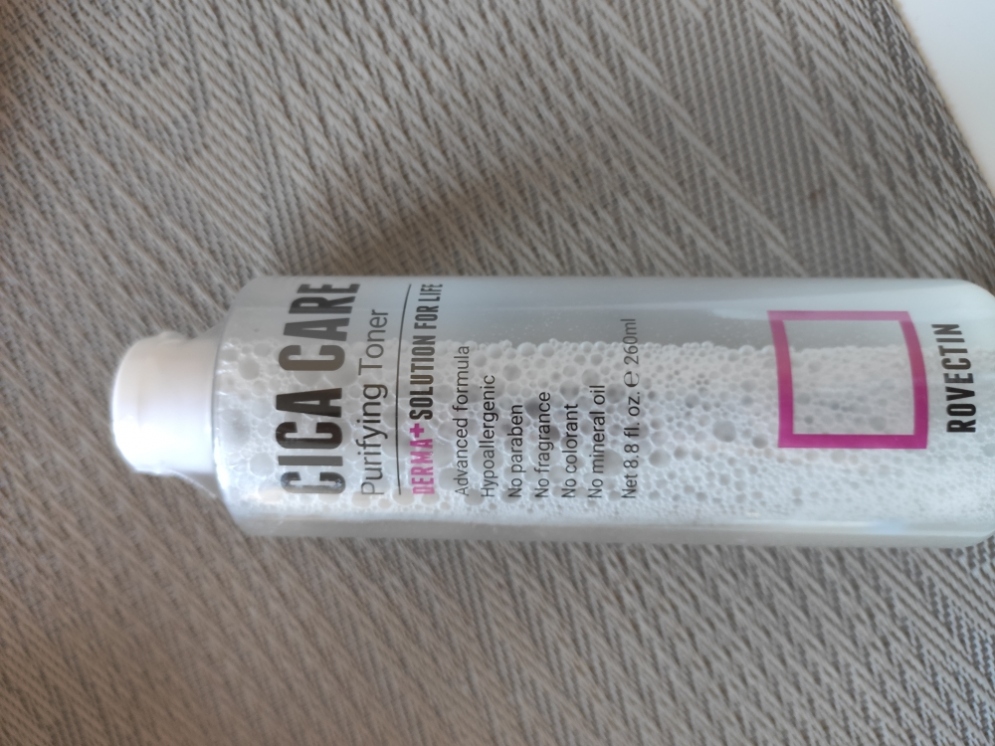 CICA CARE
Purifying Toner
DERMA+SOLUTION FOR LIFE
Advanced formula
Hypoallergenic
No paraben
No fragrance
No colorant
No mineral oil
Net 8.8 fl. oz. ℮ 260ml
ROVECTIN